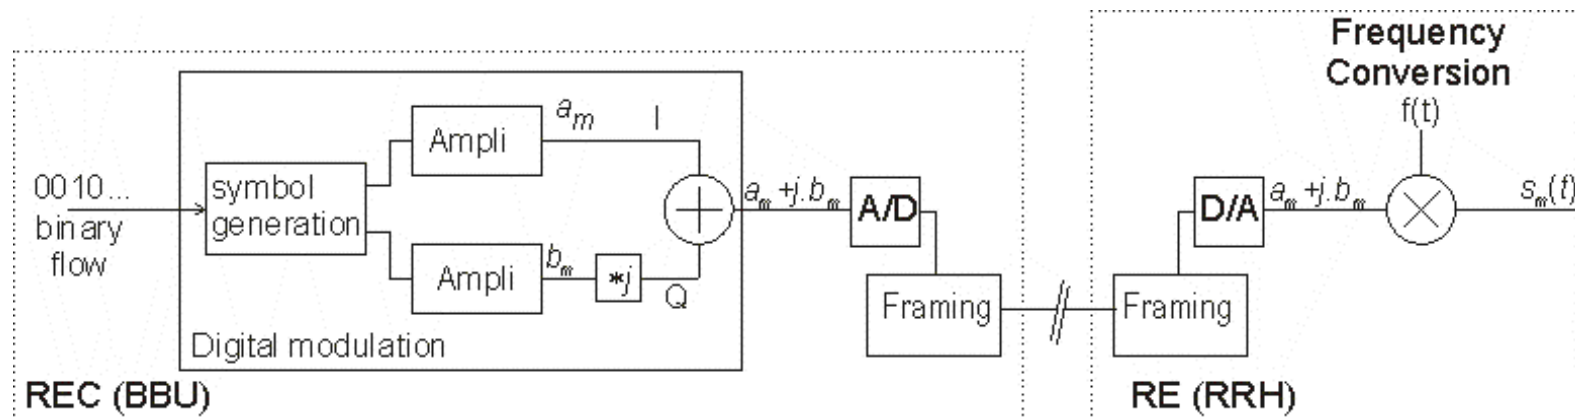 Frequency
Conversion
f(t)
0010...
binary
flow
symbol
generation
Ampli
a_m
I
Ampli
b_m
*j
Q
Digital modulation
a_m+j.b_m
A/D
Framing
REC (BBU)
Framing
D/A
a_m+j.b_m
s_m(t)
RE (RRH)